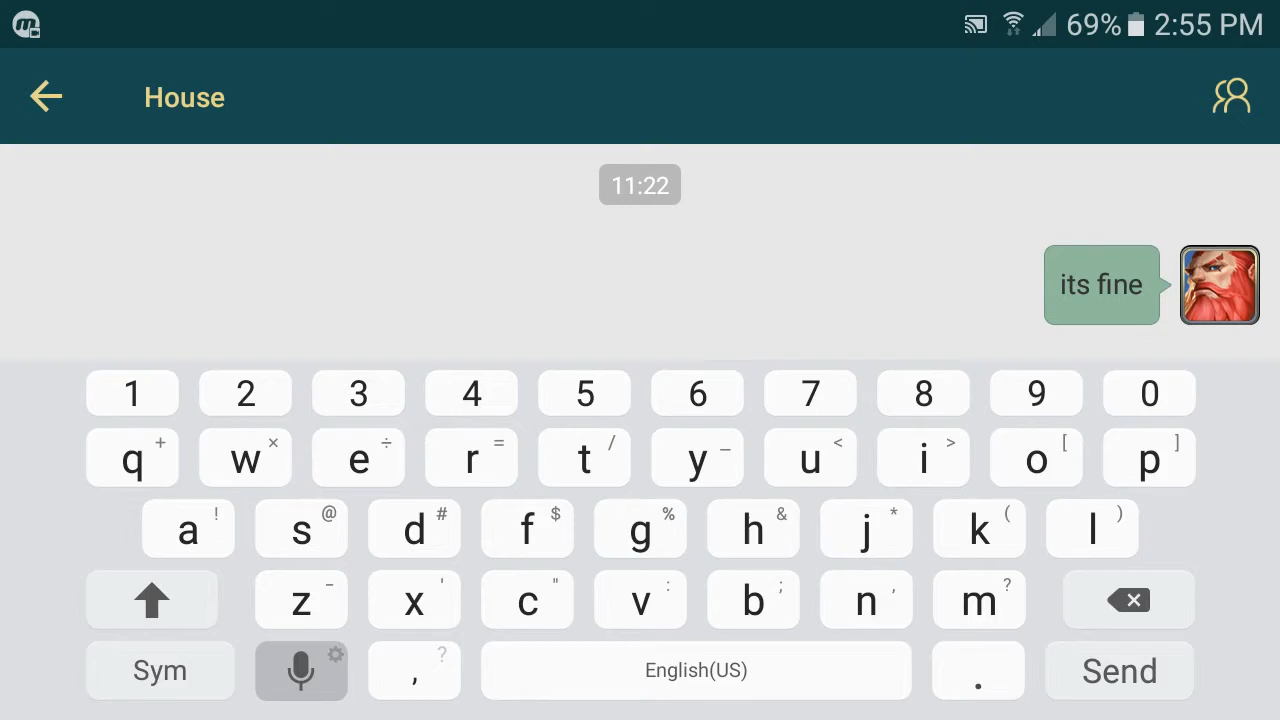 69% 2:55 PM
House
11:22
its fine
1 2 3 4 5 6 7 8 9 0
q + w × e ÷ r = t / y _ u < i > o [ p ]
a ! s @ d # f $ g % h & j * k ( l )
z - x ' c " v : b ; n , m ?
Sym , ? English(US) . Send